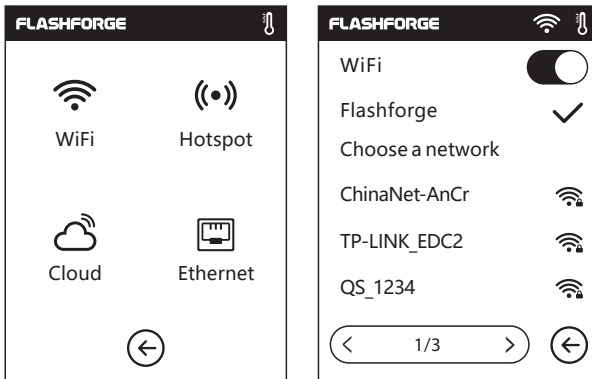 FLASHFORGE
WiFi Hotspot
Cloud Ethernet
FLASHFORGE
WiFi
Flashforge
Choose a network
ChinaNet-AnCr
TP-LINK_EDC2
QS_1234
1/3